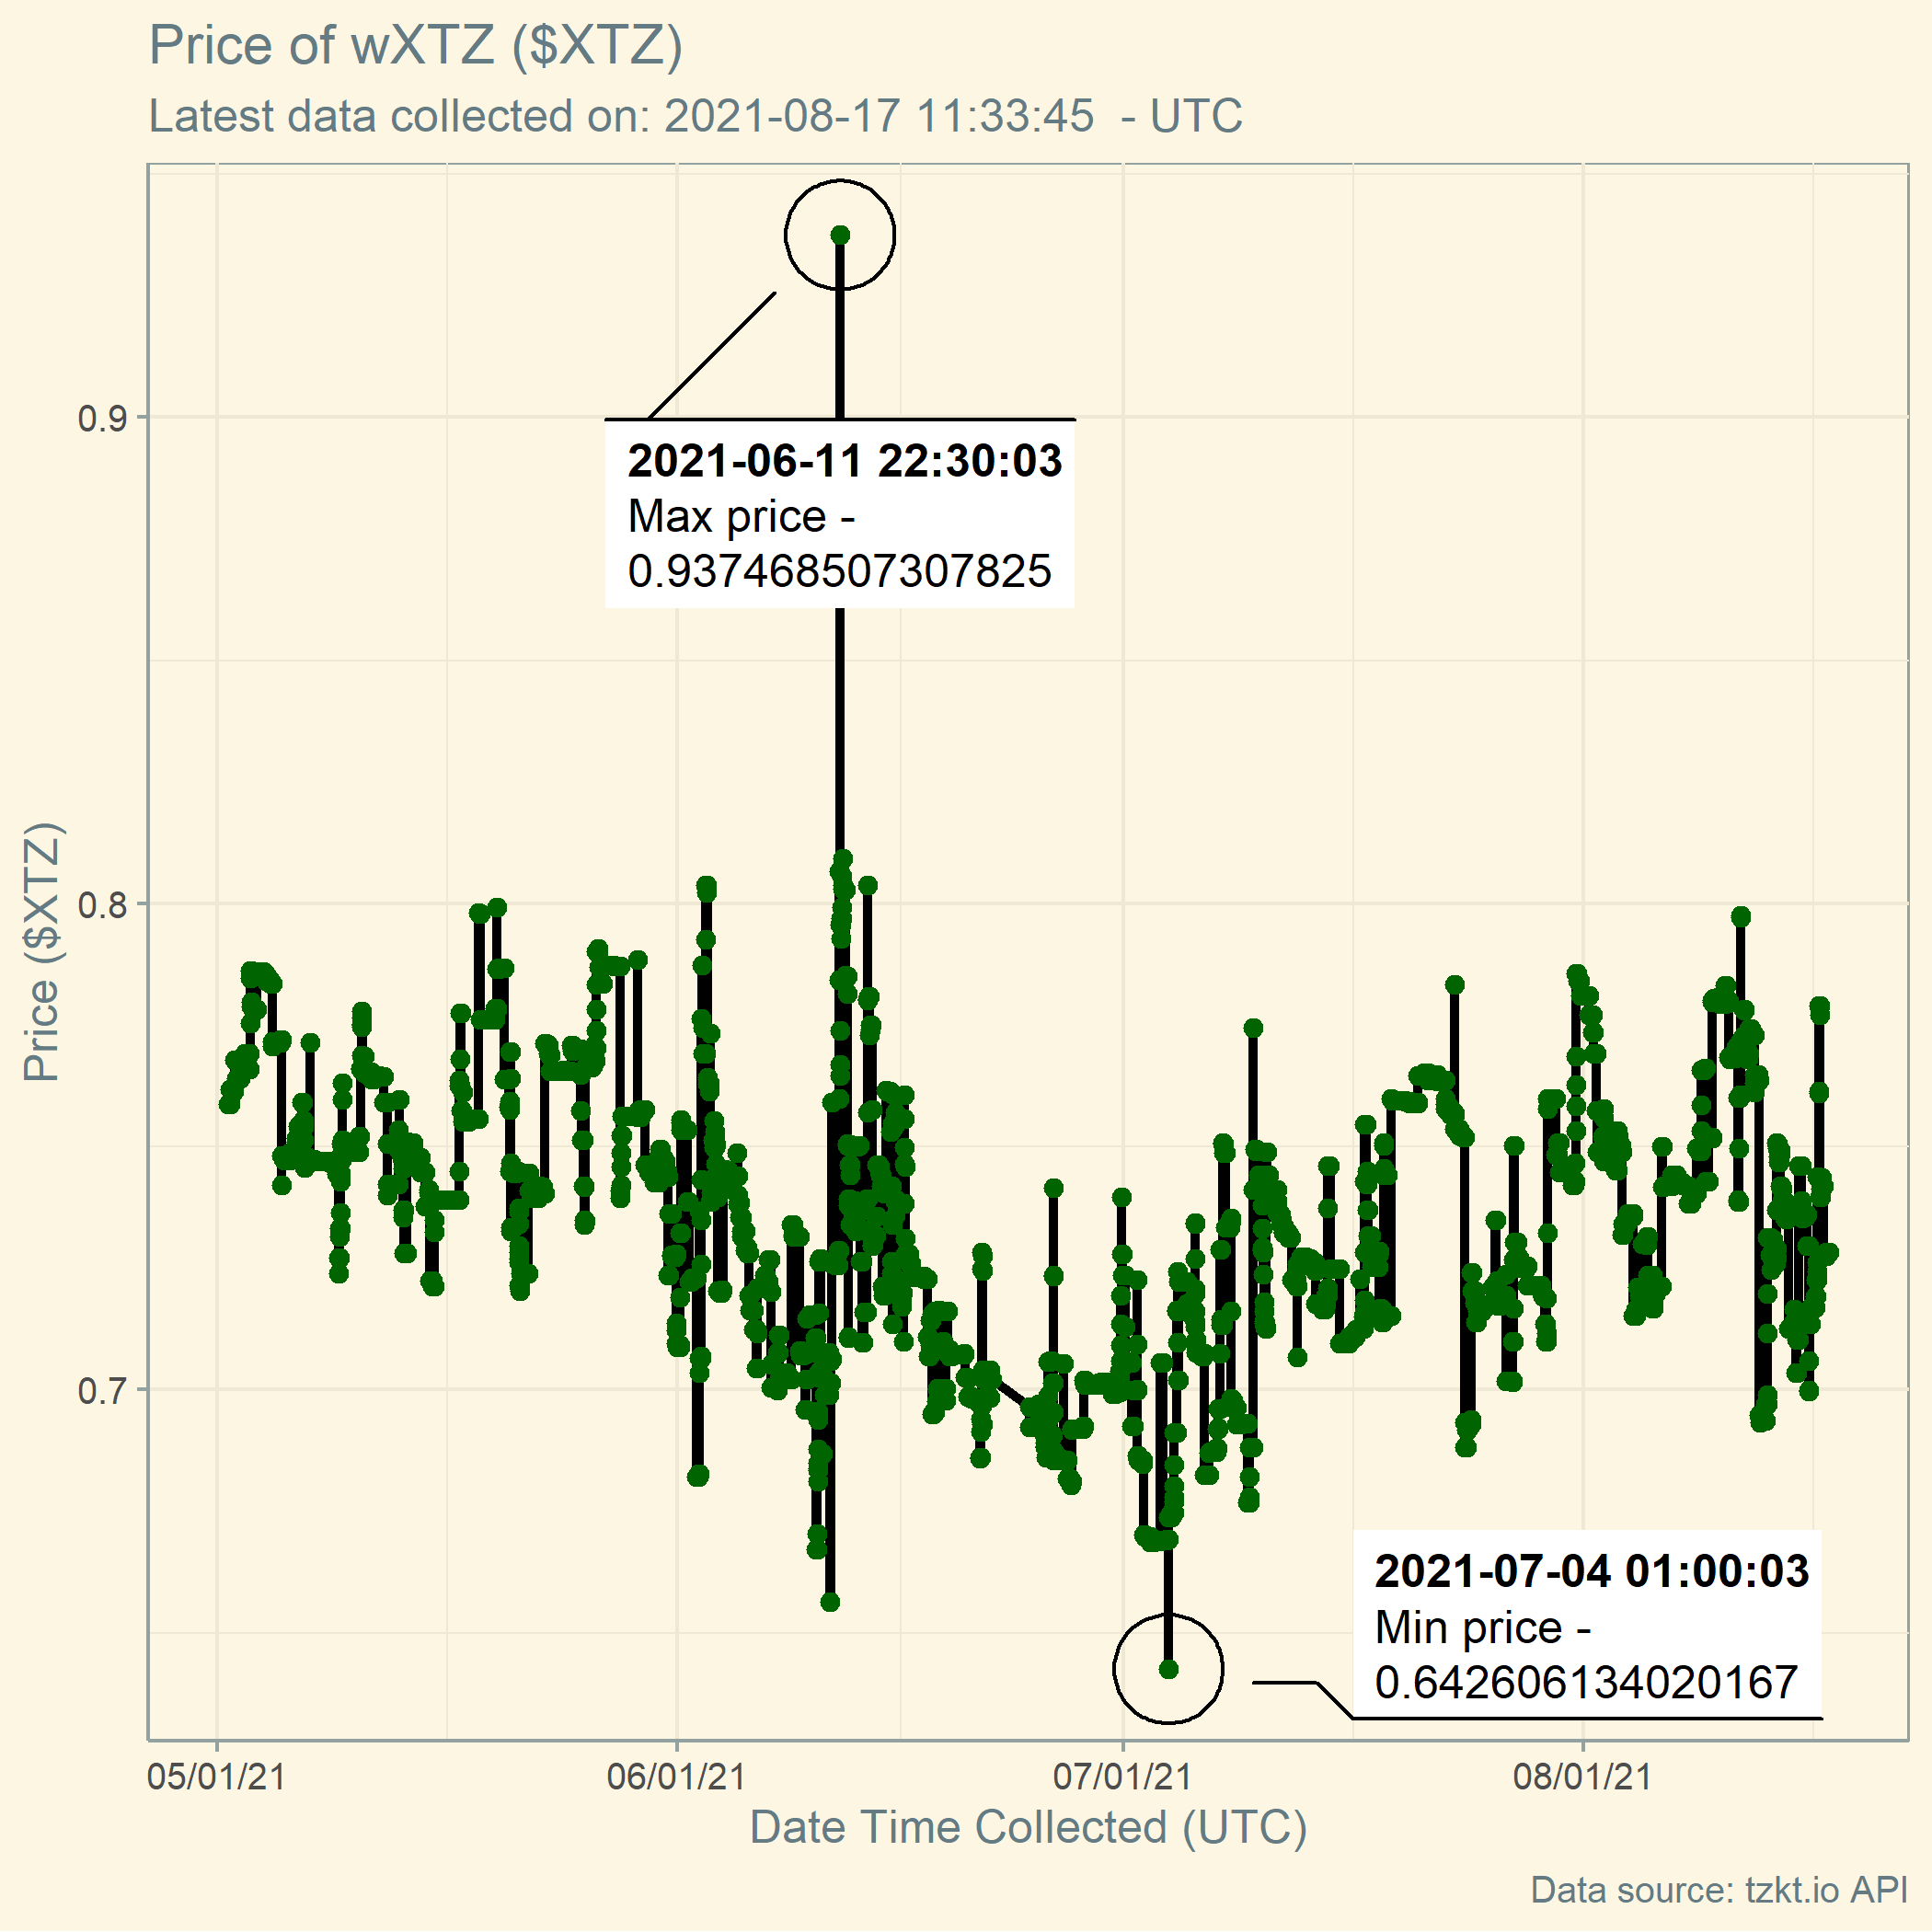 Price of wXTZ ($XTZ)
Latest data collected on: 2021-08-17 11:33:45  - UTC
Price ($XTZ)
0.9
0.8
0.7
2021-06-11 22:30:03
Max price -
0.937468507307825
2021-07-04 01:00:03
Min price -
0.642606134020167
05/01/21
06/01/21
07/01/21
08/01/21
Date Time Collected (UTC)
Data source: tzkt.io API